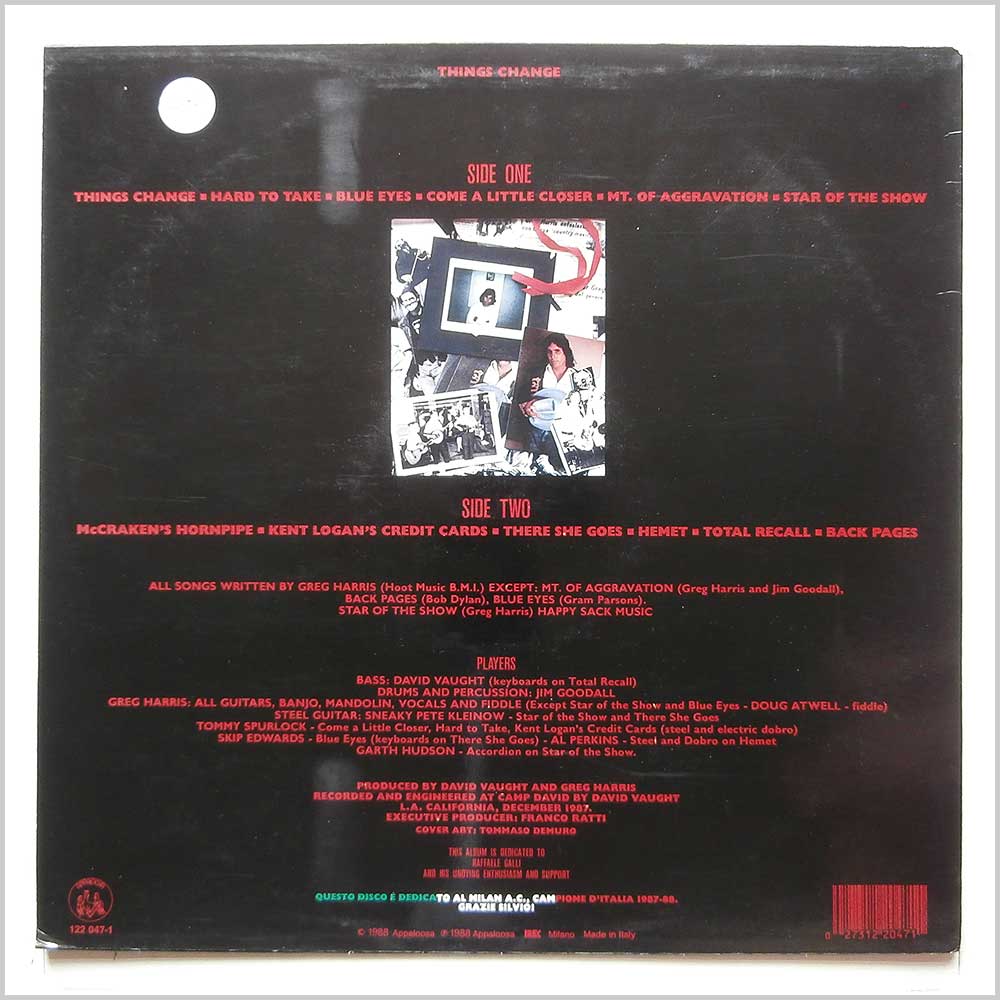 THINGS CHANGE
SIDE ONE
THINGS CHANGE ▪ HARD TO TAKE ▪ BLUE EYES ▪ COME A LITTLE CLOSER ▪ MT. OF AGGRAVATION ▪ STAR OF THE SHOW
SIDE TWO
McCRAKEN'S HORNPIPE ▪ KENT LOGAN'S CREDIT CARDS ▪ THERE SHE GOES ▪ HEMET ▪ TOTAL RECALL ▪ BACK PAGES
ALL SONGS WRITTEN BY GREG HARRIS (Hoot Music B.M.I.) EXCEPT: MT. OF AGGRAVATION (Greg Harris and Jim Goodall),
BACK PAGES (Bob Dylan), BLUE EYES (Gram Parsons).
STAR OF THE SHOW (Greg Harris) HAPPY SACK MUSIC
PLAYERS
BASS: DAVID VAUGHT (keyboards on Total Recall)
DRUMS AND PERCUSSION: JIM GOODALL
GREG HARRIS: ALL GUITARS, BANJO, MANDOLIN, VOCALS AND FIDDLE (Except Star of the Show and Blue Eyes - DOUG ATWELL - fiddle)
STEEL GUITAR: SNEAKY PETE KLEINOW - Star of the Show and There She Goes
TOMMY SPURLOCK - Come a Little Closer, Hard to Take, Kent Logan's Credit Cards (steel and electric dobro)
SKIP EDWARDS - Blue Eyes (keyboards on There She Goes) - AL PERKINS - Steel and Dobro on Hemet
GARTH HUDSON - Accordion on Star of the Show.
PRODUCED BY DAVID VAUGHT AND GREG HARRIS
RECORDED AND ENGINEERED AT CAMP DAVID BY DAVID VAUGHT
L.A. CALIFORNIA, DECEMBER 1987.
EXECUTIVE PRODUCER: FRANCO RATTI
COVER ART: TOMMASO DEMURO
THIS ALBUM IS DEDICATED TO
RAFFAELE GALLI
AND HIS UNDYING ENTHUSIASM AND SUPPORT
QUESTO DISCO É DEDICATO AL MILAN A.C., CAMPIONE D'ITALIA 1987-88.
GRAZIE SILVIO!
122 047-1
© 1988 Appaloosa ℗ 1988 Appaloosa IREC Milano Made in Italy
0 27312 20471